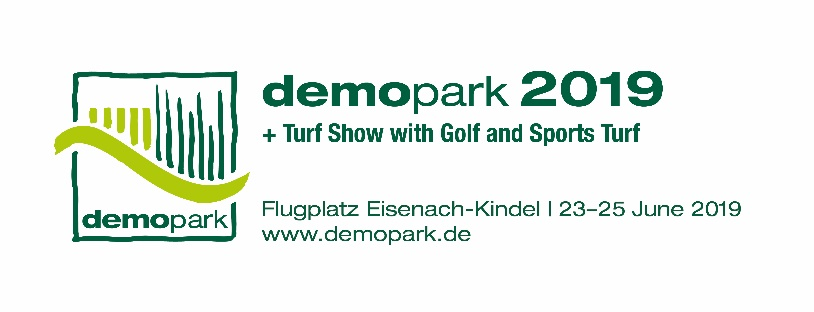 demopark 2019
+ Turf Show with Golf and Sports Turf
demopark
Flugplatz Eisenach-Kindel | 23–25 June 2019
www.demopark.de